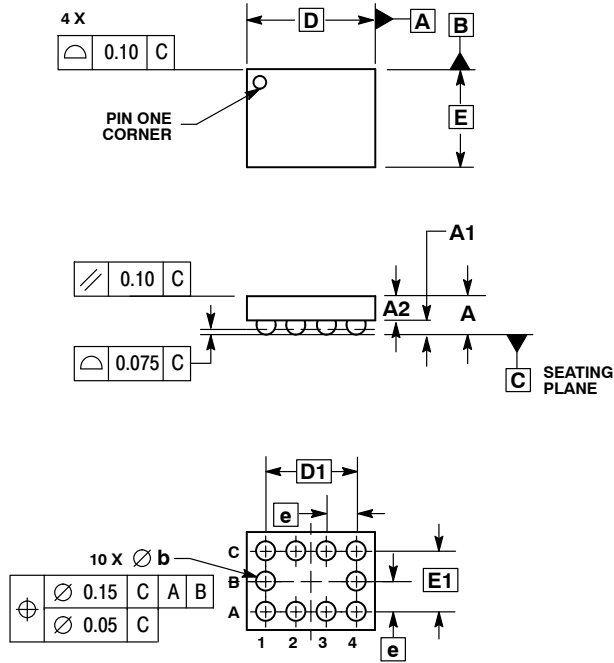 4 X
D
A
B
⌓ 0.10 C
PIN ONE
CORNER
E
A1
// 0.10 C
A2
A
⌓ 0.075 C
C
SEATING
PLANE
D1
e
C
10 X ∅ b
B
E1
⌖ ∅ 0.15 C A B
∅ 0.05 C
A
1 2 3 4
e